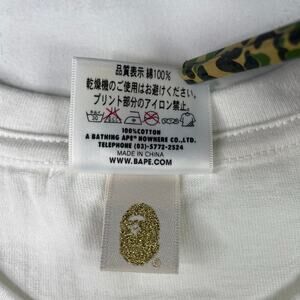 品質表示 綿100%
乾燥機のご使用はお避けください。
プリント部分のアイロン禁止。
100%COTTON
A BATHING APE® NOWHERE CO.,LTD.
TELEPHONE (03)-5772-2524
MADE IN CHINA
WWW.BAPE.COM
®